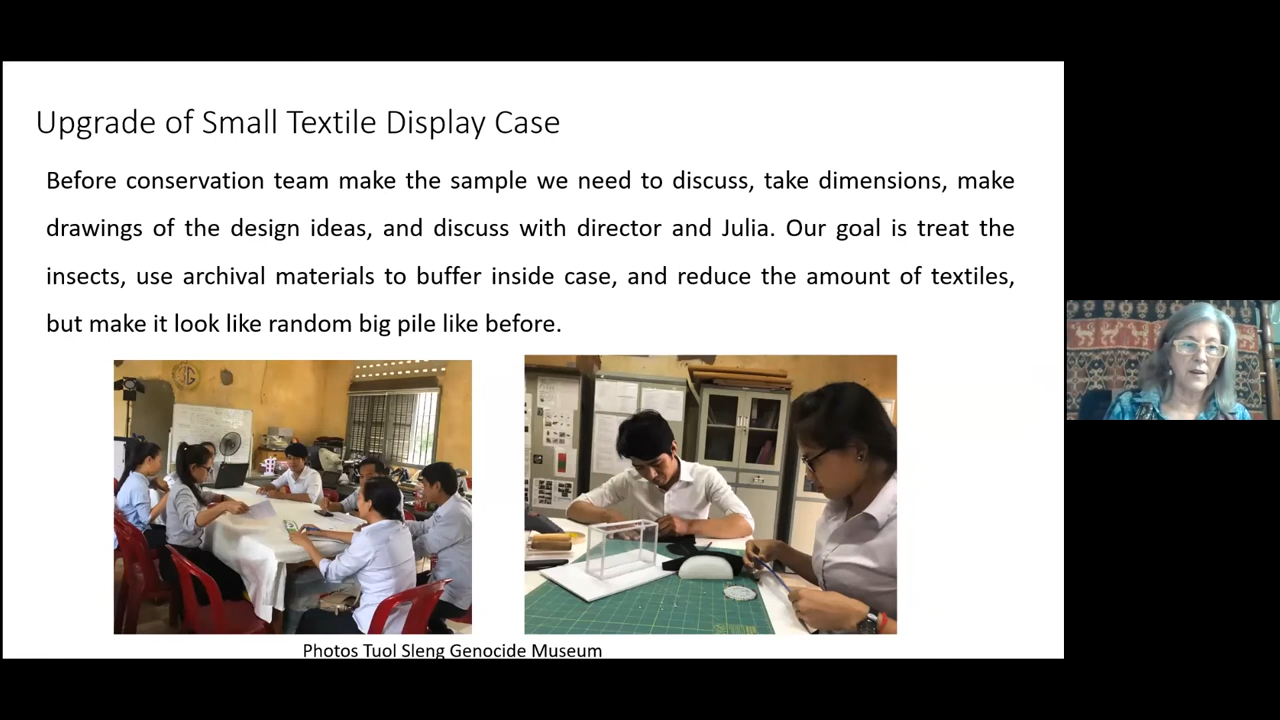 Upgrade of Small Textile Display Case
Before conservation team make the sample we need to discuss, take dimensions, make
drawings of the design ideas, and discuss with director and Julia. Our goal is treat the
insects, use archival materials to buffer inside case, and reduce the amount of textiles,
but make it look like random big pile like before.
Photos Tuol Sleng Genocide Museum